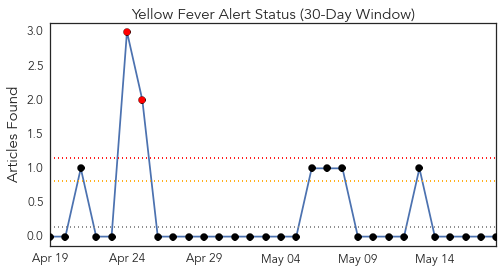 Yellow Fever Alert Status (30-Day Window)
Articles Found
3.0
2.5
2.0
1.5
1.0
0.5
0.0
Apr 19 Apr 24 Apr 29 May 04 May 09 May 14